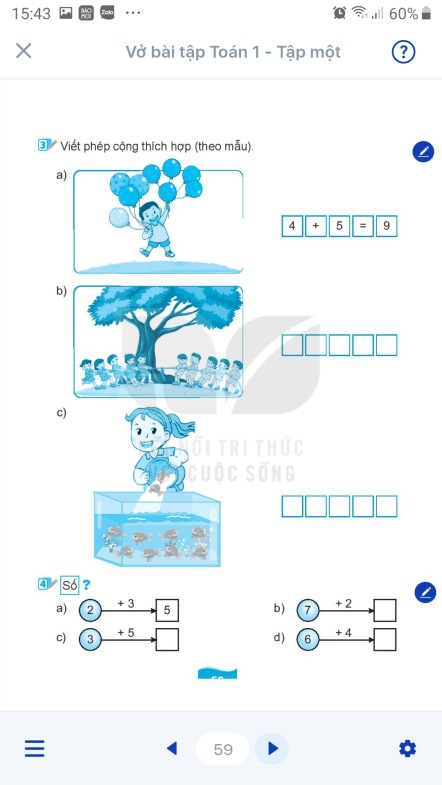 15:43 BÁO MỚI Zalo ... 60%
Vở bài tập Toán 1 - Tập một ?
3 Viết phép cộng thích hợp (theo mẫu).
a)
4 + 5 = 9
b)
NỐI TRI THỨC
CUỘC SỐNG
c)
4 Số ?
a) 2 + 3 5 b) 7 + 2
c) 3 + 5 d) 6 + 4
59